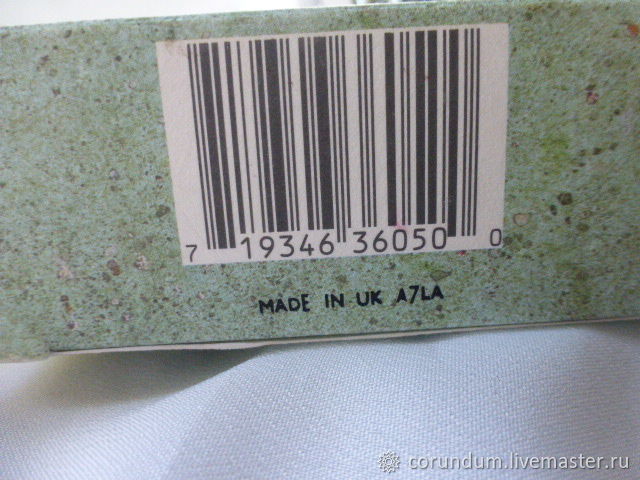 7 19346 36050 0
MADE IN UK A7LA
corundum.livemaster.ru